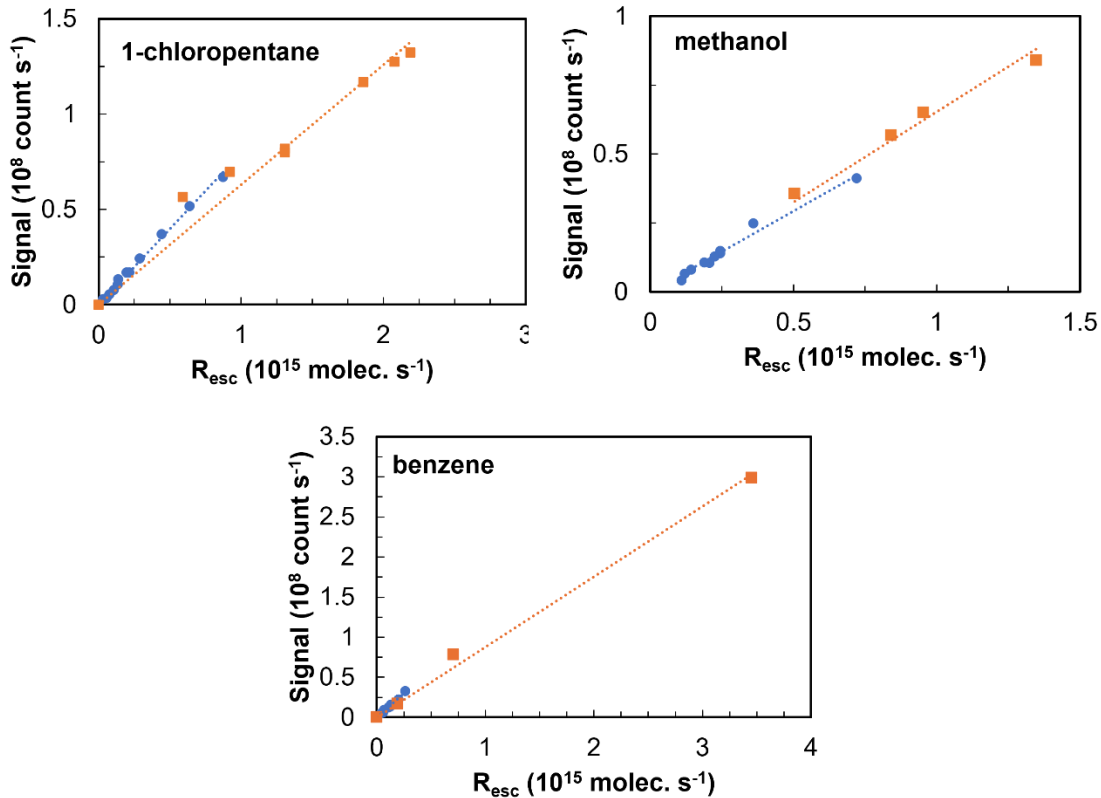 1-chloropentane
Signal (10⁸ count s⁻¹)
1.5
1
0.5
0
0 1 2 3
R_esc (10¹⁵ molec. s⁻¹)
methanol
Signal (10⁸ count s⁻¹)
1
0.5
0
0 0.5 1 1.5
R_esc (10¹⁵ molec. s⁻¹)
benzene
Signal (10⁸ count s⁻¹)
3.5
3
2.5
2
1.5
1
0.5
0
0 1 2 3 4
R_esc (10¹⁵ molec. s⁻¹)